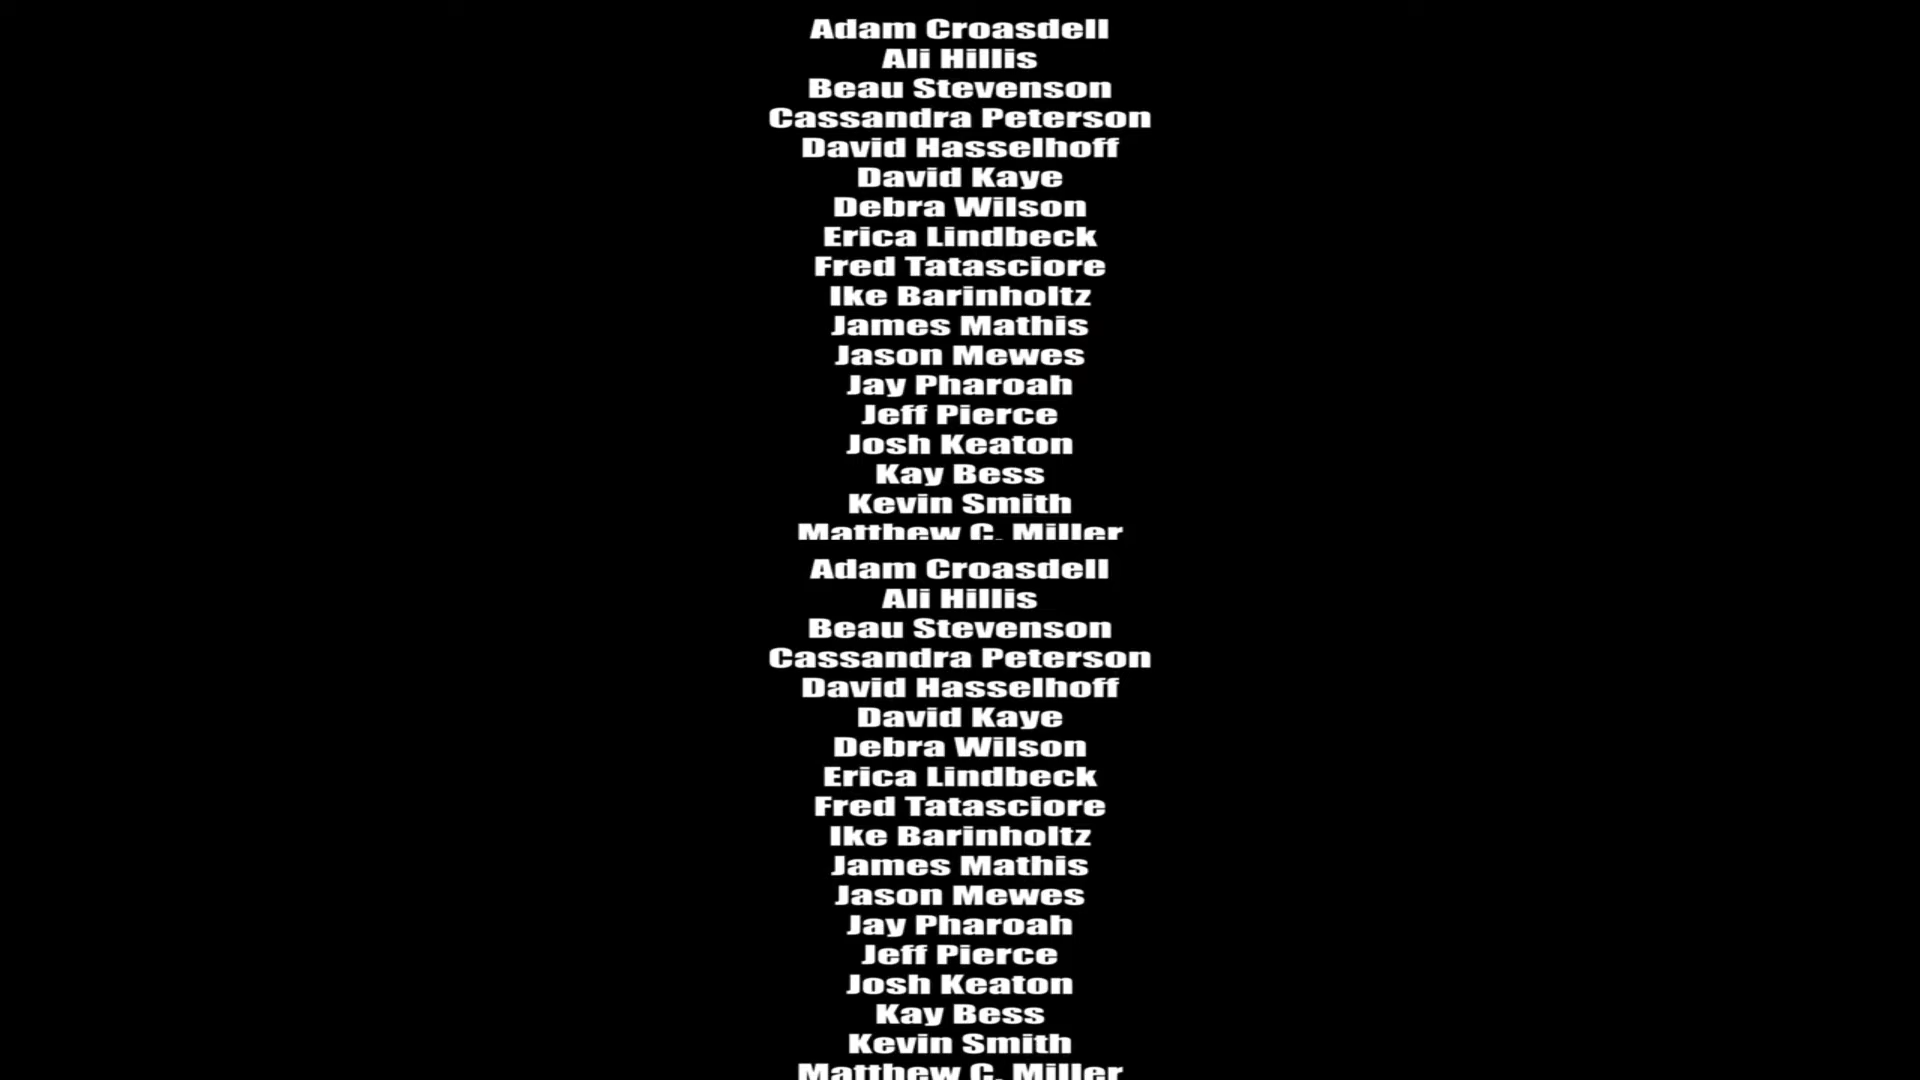 Adam Croasdell
Ali Hillis
Beau Stevenson
Cassandra Peterson
David Hasselhoff
David Kaye
Debra Wilson
Erica Lindbeck
Fred Tatasciore
Ike Barinholtz
James Mathis
Jason Mewes
Jay Pharoah
Jeff Pierce
Josh Keaton
Kay Bess
Kevin Smith
Matthew C. Miller
Adam Croasdell
Ali Hillis
Beau Stevenson
Cassandra Peterson
David Hasselhoff
David Kaye
Debra Wilson
Erica Lindbeck
Fred Tatasciore
Ike Barinholtz
James Mathis
Jason Mewes
Jay Pharoah
Jeff Pierce
Josh Keaton
Kay Bess
Kevin Smith
Matthew C. Miller